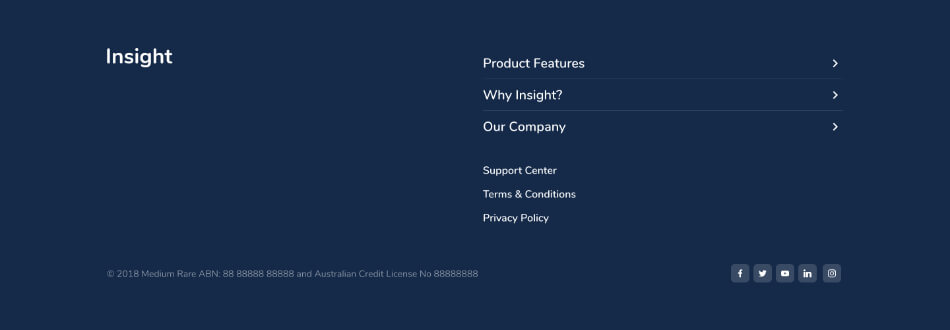 Insight
Product Features
Why Insight?
Our Company
Support Center
Terms & Conditions
Privacy Policy
© 2018 Medium Rare ABN: 88 88888 88888 and Australian Credit License No 88888888